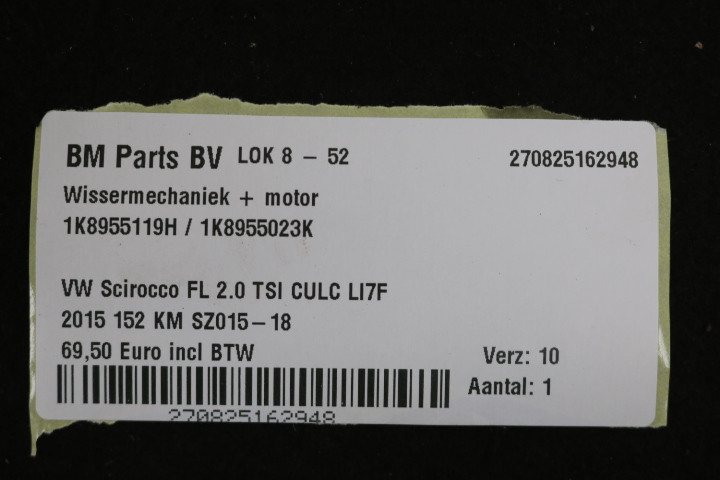 BM Parts BV LOK 8 – 52 270825162948
Wissermechaniek + motor
1K8955119H / 1K8955023K
VW Scirocco FL 2.0 TSI CULC LI7F
2015 152 KM SZ015–18
69,50 Euro incl BTW Verz: 10
Aantal: 1
270825162948